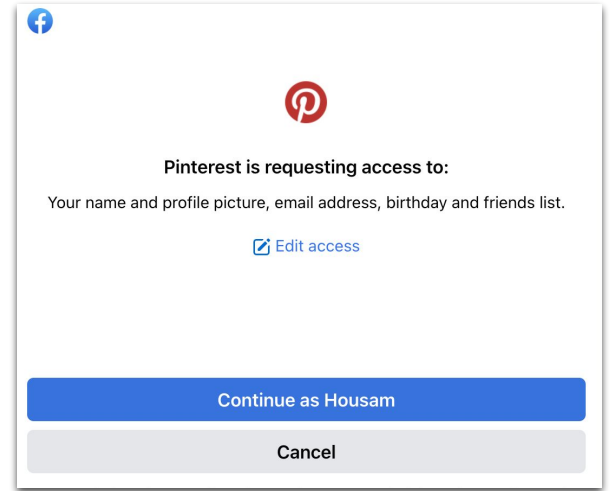 Pinterest is requesting access to:
Your name and profile picture, email address, birthday and friends list.
Edit access
Continue as Housam
Cancel